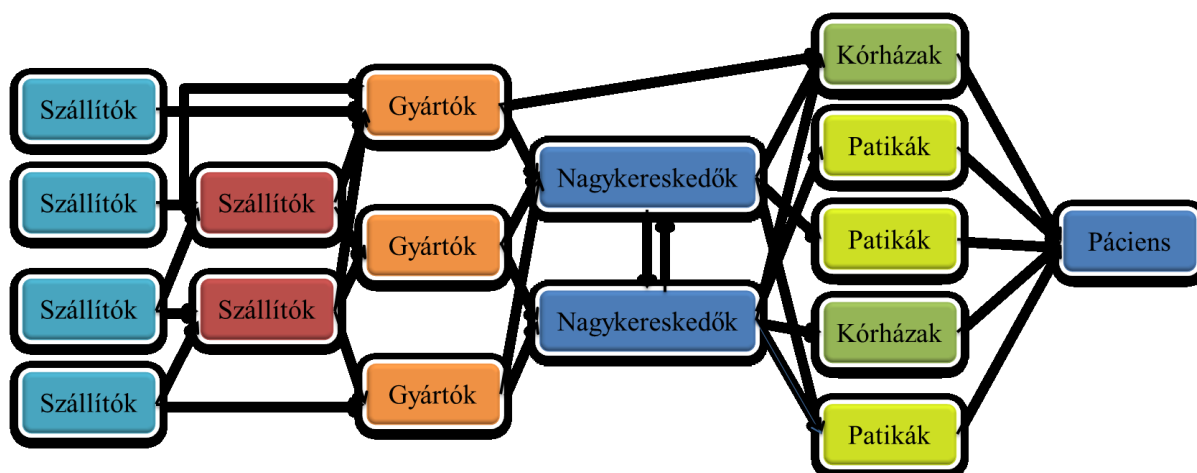 Szállítók
Szállítók
Szállítók
Szállítók
Szállítók
Szállítók
Gyártók
Gyártók
Gyártók
Nagykereskedők
Nagykereskedők
Kórházak
Patikák
Patikák
Kórházak
Patikák
Páciens